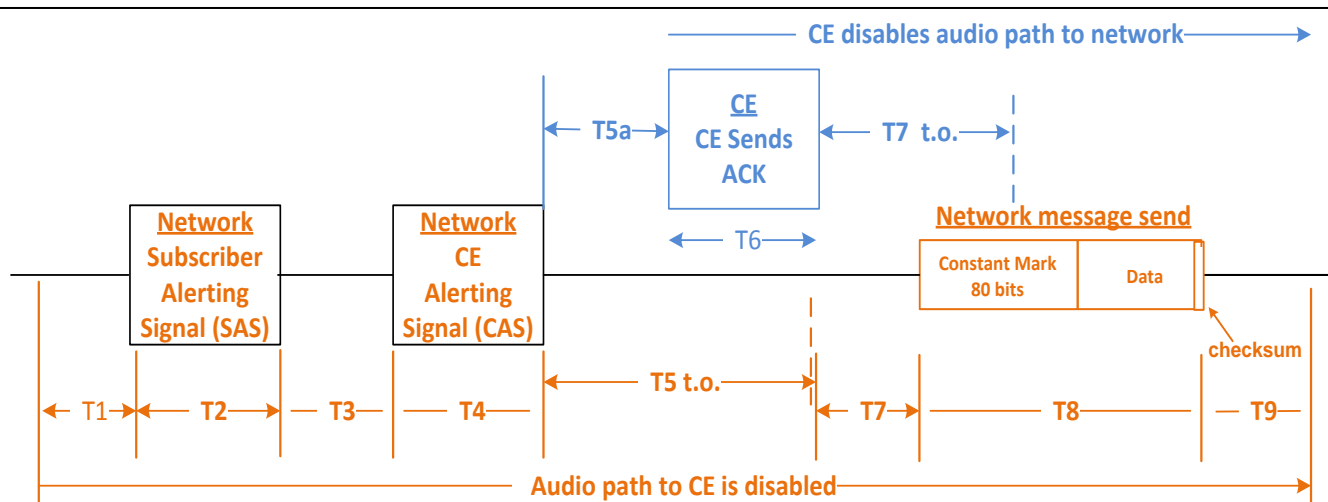 CE disables audio path to network
CE
CE Sends
ACK
T5a
T7 t.o.
T6
Network
Subscriber
Alerting
Signal (SAS)
Network
CE
Alerting
Signal (CAS)
Network message send
Constant Mark
80 bits
Data
checksum
T5 t.o.
T1
T2
T3
T4
T7
T8
T9
Audio path to CE is disabled